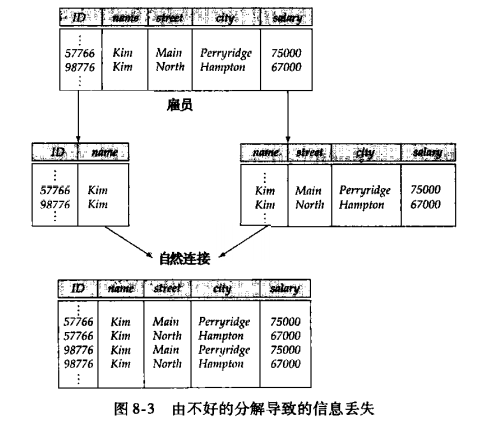 ID name street city salary
⋮
57766 Kim Main Perryridge 75000
98776 Kim North Hampton 67000
⋮
雇员
ID name
⋮
57766 Kim
98776 Kim
⋮
name street city salary
⋮
Kim Main Perryridge 75000
Kim North Hampton 67000
⋮
自然连接
ID name street city salary
⋮
57766 Kim Main Perryridge 75000
57766 Kim North Hampton 67000
98776 Kim Main Perryridge 75000
98776 Kim North Hampton 67000
⋮
图 8-3 由不好的分解导致的信息丢失